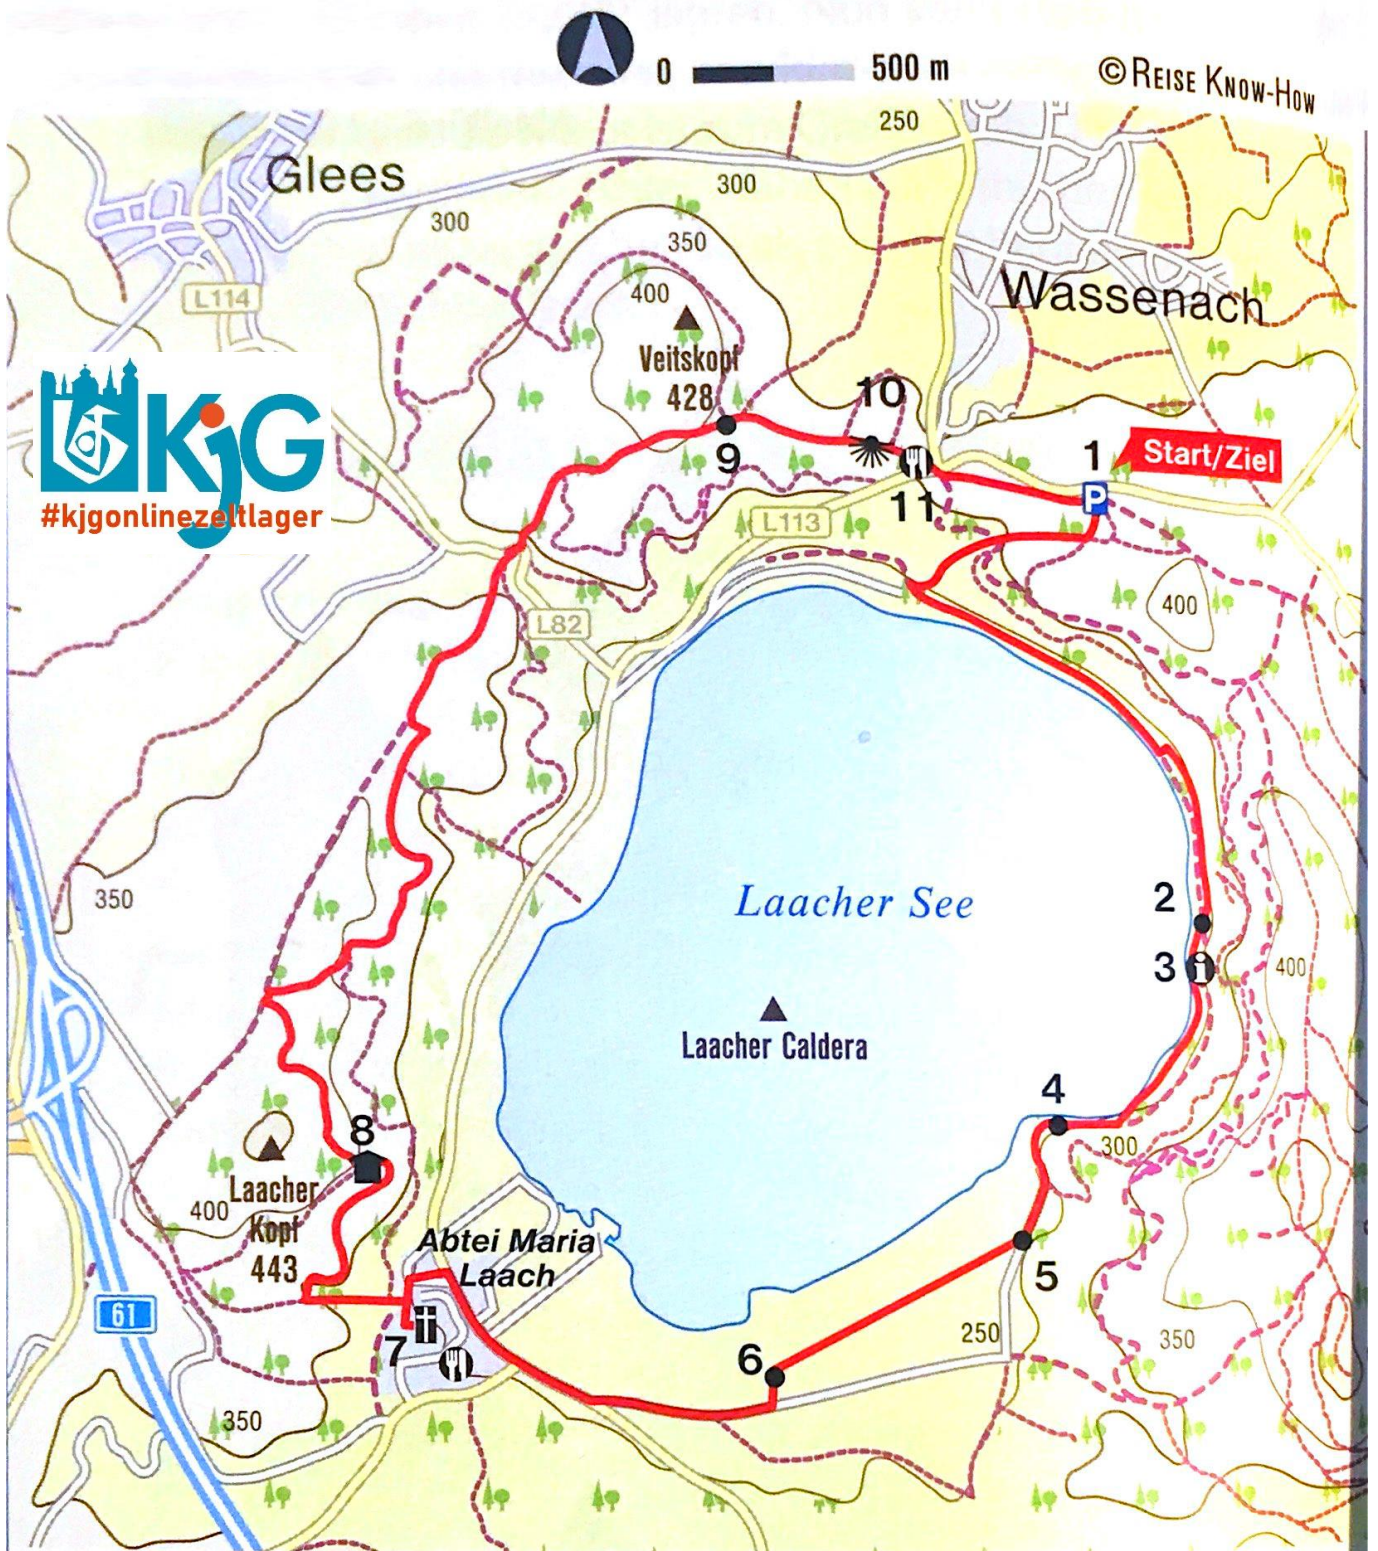 0 500 m
© REISE KNOW-HOW
250
Glees
300
300
350
L114
400
Wassenach
Veitskopf
428
10
KjG
#kjgonlinezeltlager
9
1
Start/Ziel
P
11
L113
400
L82
350
2
Laacher See
3
i
400
Laacher Caldera
4
8
300
Laacher
400
Kopf
443
Abtei Maria
Laach
5
61
7
6
250
350
350